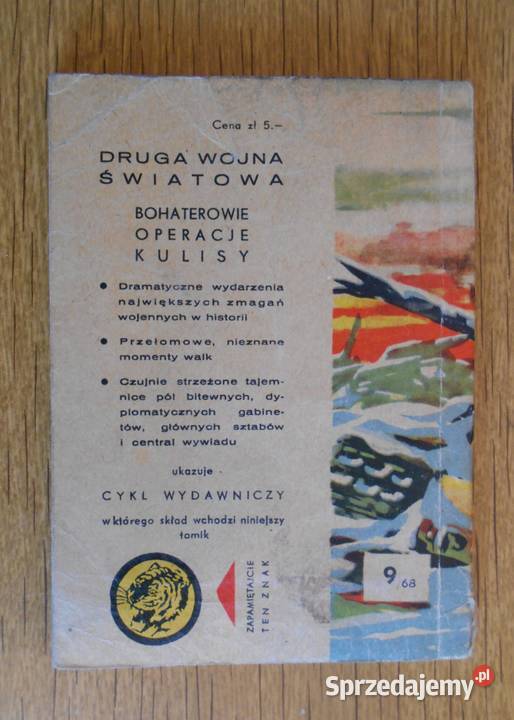 Cena zł 5.–
DRUGA WOJNA
ŚWIATOWA
BOHATEROWIE
OPERACJE
KULISY
● Dramatyczne wydarzenia
największych zmagań
wojennych w historii
● Przełomowe, nieznane
momenty walk
● Czujnie strzeżone tajem-
nice pól bitewnych, dy-
plomatycznych gabine-
tów, głównych sztabów
i central wywiadu
ukazuje
CYKL WYDAWNICZY
w którego skład wchodzi niniejszy
tomik
ZAPAMIĘTAJCIE
TEN ZNAK
9/68
Sprzedajemy.pl